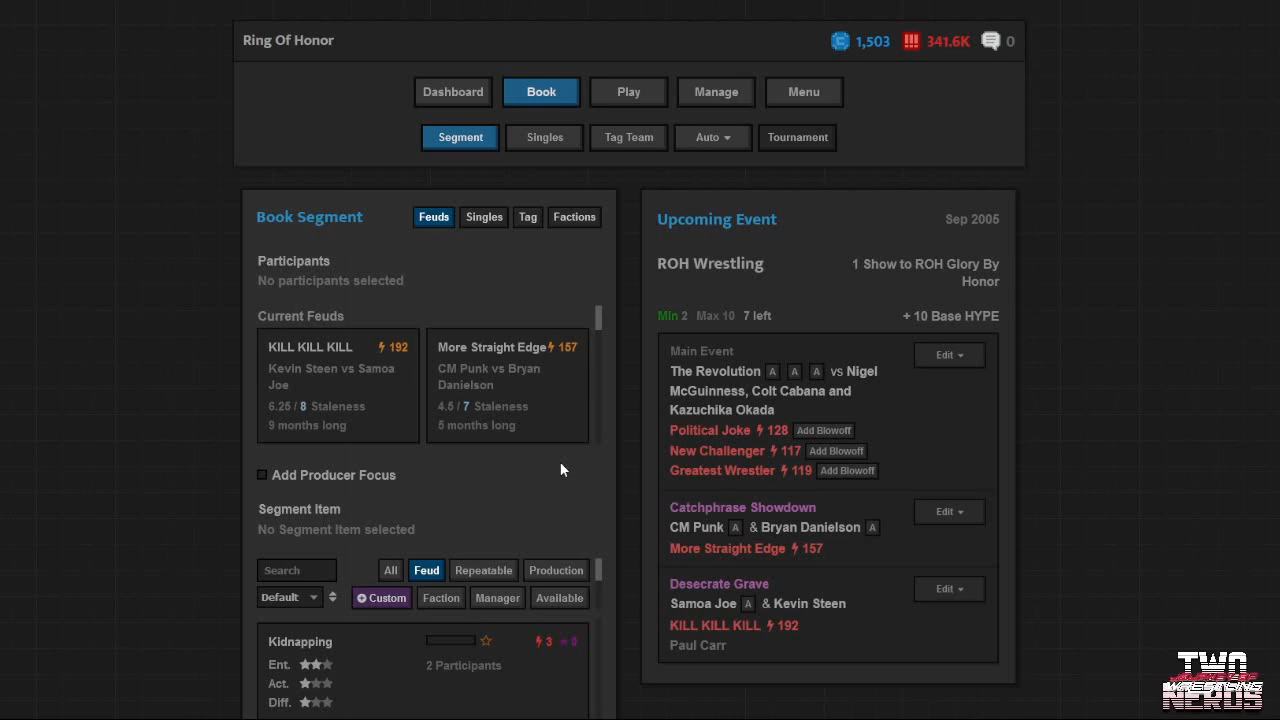 Ring Of Honor
1,503 341.6K 0
Dashboard Book Play Manage Menu
Segment Singles Tag Team Auto Tournament
Book Segment Feuds Singles Tag Factions
Participants
No participants selected
Current Feuds
KILL KILL KILL 192
Kevin Steen vs Samoa
Joe
6.25 / 8 Staleness
9 months long
More Straight Edge 157
CM Punk vs Bryan
Danielson
4.5 / 7 Staleness
5 months long
Add Producer Focus
Segment Item
No Segment Item selected
Search All Feud Repeatable Production
Default Custom Faction Manager Available
Kidnapping 3 0
Ent. 2 Participants
Act.
Diff.
Upcoming Event Sep 2005
ROH Wrestling 1 Show to ROH Glory By
Honor
Min 2 Max 10 7 left + 10 Base HYPE
Main Event Edit
The Revolution A A A vs Nigel
McGuinness, Colt Cabana and
Kazuchika Okada
Political Joke 128 Add Blowoff
New Challenger 117 Add Blowoff
Greatest Wrestler 119 Add Blowoff
Catchphrase Showdown Edit
CM Punk A & Bryan Danielson A
More Straight Edge 157
Desecrate Grave Edit
Samoa Joe A & Kevin Steen
KILL KILL KILL 192
Paul Carr
TWO
WRESTLING
NERDS